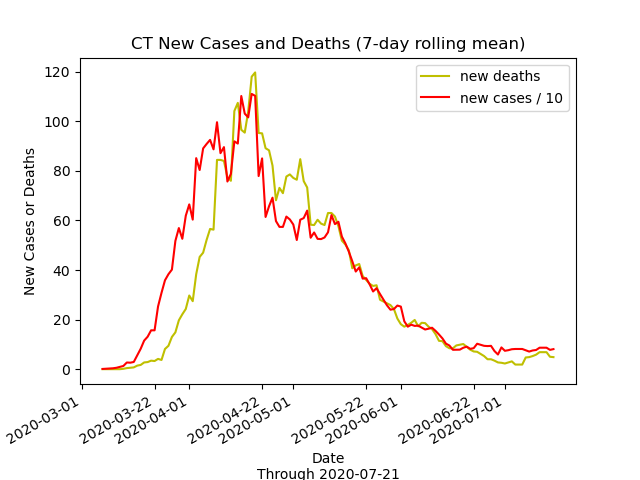 CT New Cases and Deaths (7-day rolling mean)
new deaths
new cases / 10
120
100
80
60
40
20
0
New Cases or Deaths
2020-03-01
2020-03-22
2020-04-01
2020-04-22
2020-05-01
2020-05-22
2020-06-01
2020-06-22
2020-07-01
Date
Through 2020-07-21